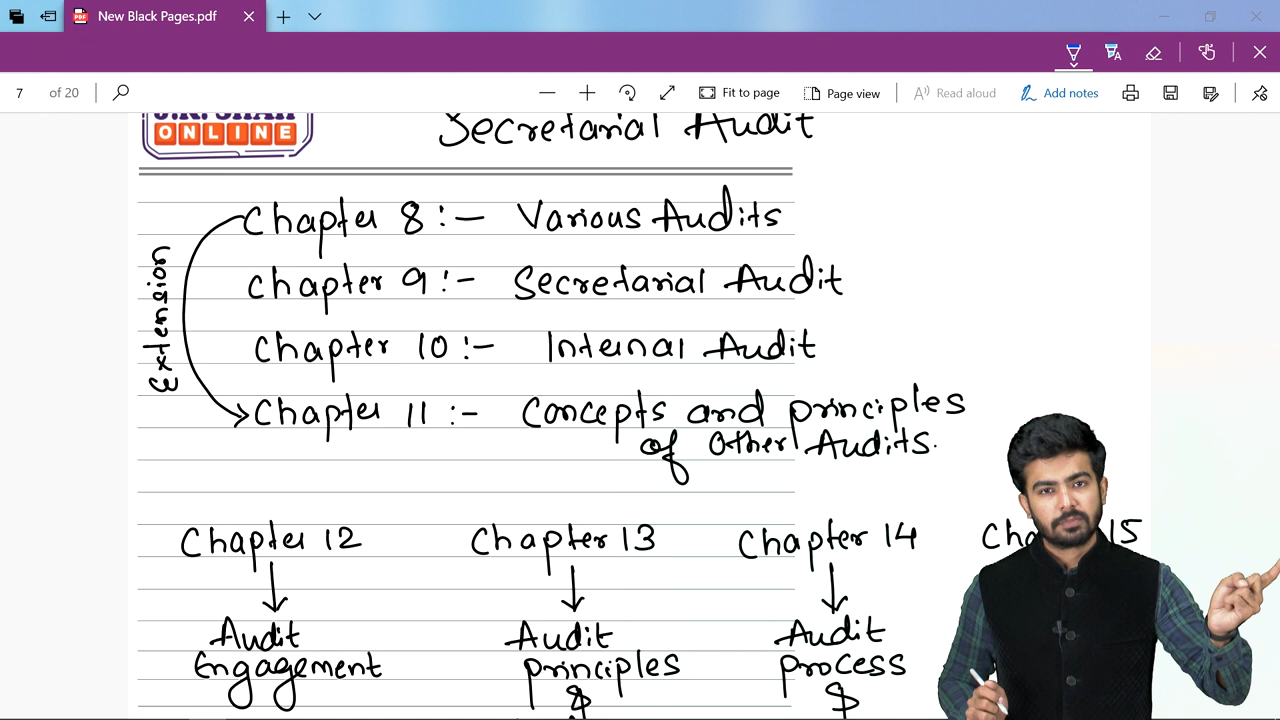 New Black Pages.pdf
7 of 20
Fit to page
Page view
Read aloud
Add notes
ONLINE
Secretarial Audit
Chapter 8 :- Various Audits
Chapter 9 :- Secretarial Audit
Chapter 10 :- Internal Audit
Extension
Chapter 11 :- Concepts and principles
of Other Audits.
Chapter 12 Chapter 13 Chapter 14 Cha 15
Audit Audit Audit
Engagement principles process
$ $